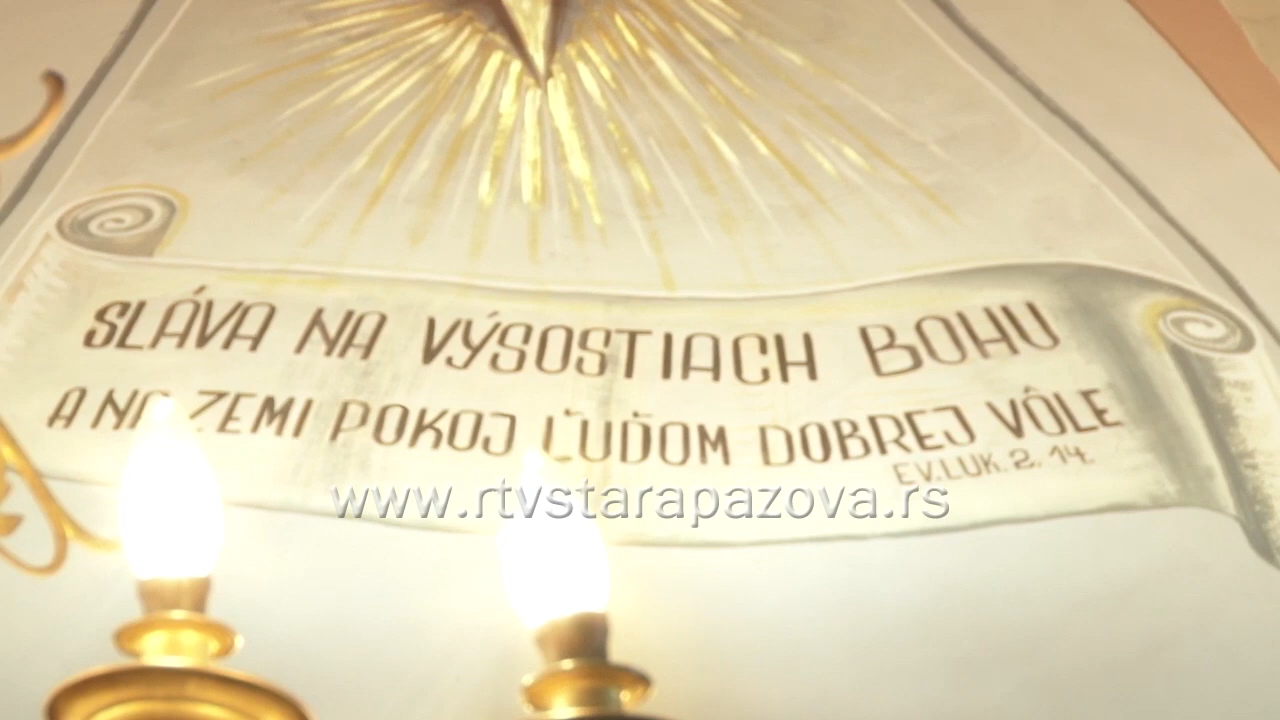 SLÁVA NA VÝSOSTIACH BOHU
A NA ZEMI POKOJ ĽUĎOM DOBREJ VÔLE
EV.LUK. 2. 14.
www.rtvstarapazova.rs